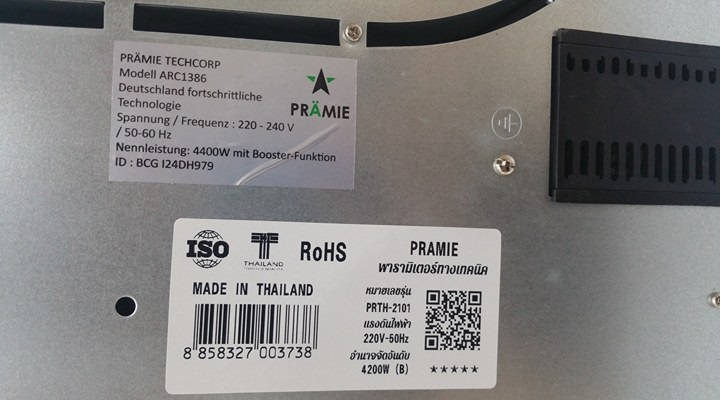 PRÄMIE TECHCORP
Modell ARC1386
Deutschland fortschrittliche
Technologie
Spannung / Frequenz : 220 - 240 V
/ 50-60 Hz
Nennleistung: 4400W mit Booster-Funktion
ID : BCG I24DH979
PRÄMIE
ISO
THAILAND
RoHS
MADE IN THAILAND
8 858327 003738
PRAMIE
พารามิเตอร์ทางเทคนิค
หมายเลขรุ่น
PRTH-2101
แรงดันไฟฟ้า
220V-50Hz
อำนาจจัดอันดับ
4200W (B)
★★★★★